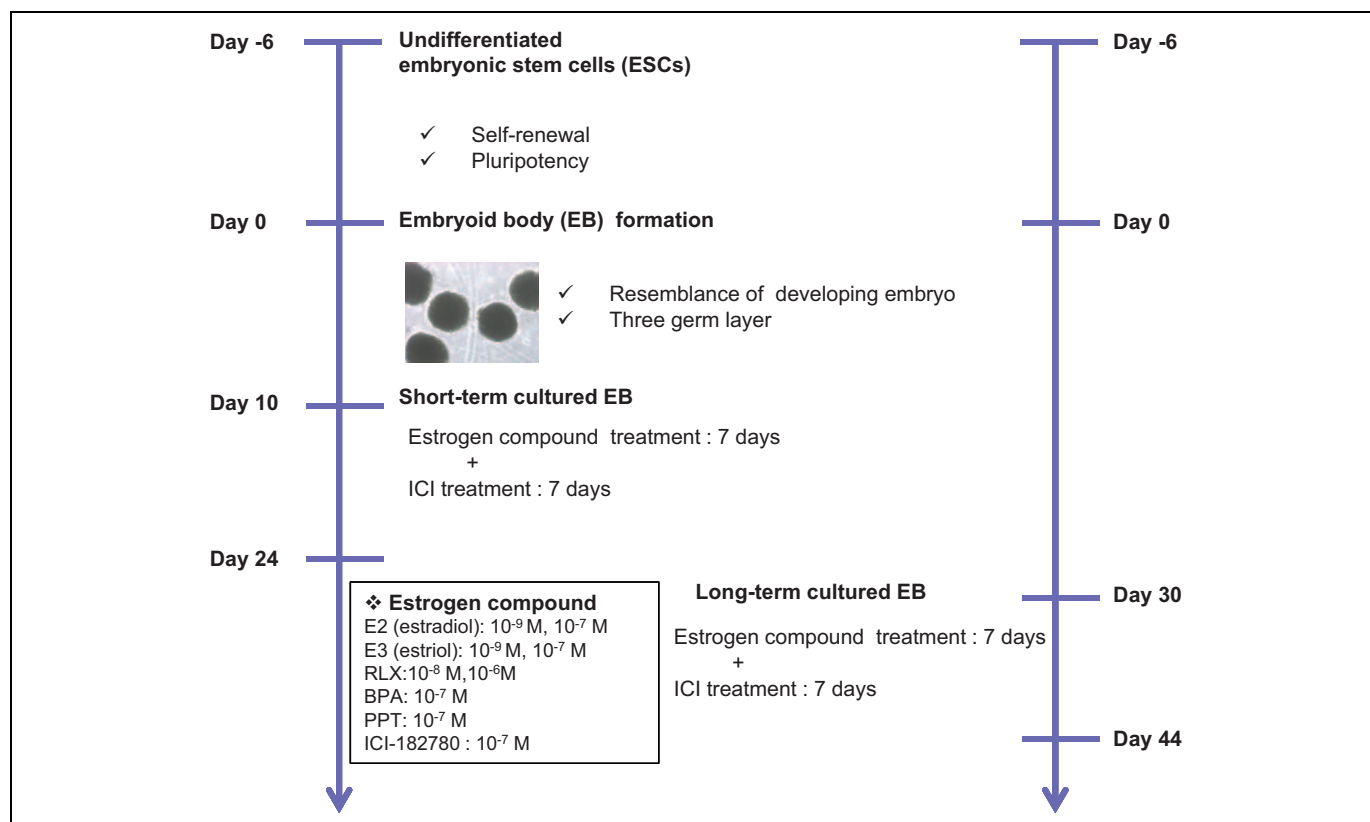 Day -6
Undifferentiated
embryonic stem cells (ESCs)
Day -6
✓ Self-renewal
✓ Pluripotency
Day 0
Embryoid body (EB) formation
Day 0
✓ Resemblance of developing embryo
✓ Three germ layer
Day 10
Short-term cultured EB
Estrogen compound treatment : 7 days
+
ICI treatment : 7 days
Day 24
❖ Estrogen compound
E2 (estradiol): 10⁻⁹ M, 10⁻⁷ M
E3 (estriol): 10⁻⁹ M, 10⁻⁷ M
RLX:10⁻⁸ M,10⁻⁶M
BPA: 10⁻⁷ M
PPT: 10⁻⁷ M
ICI-182780 : 10⁻⁷ M
Long-term cultured EB
Day 30
Estrogen compound treatment : 7 days
+
ICI treatment : 7 days
Day 44